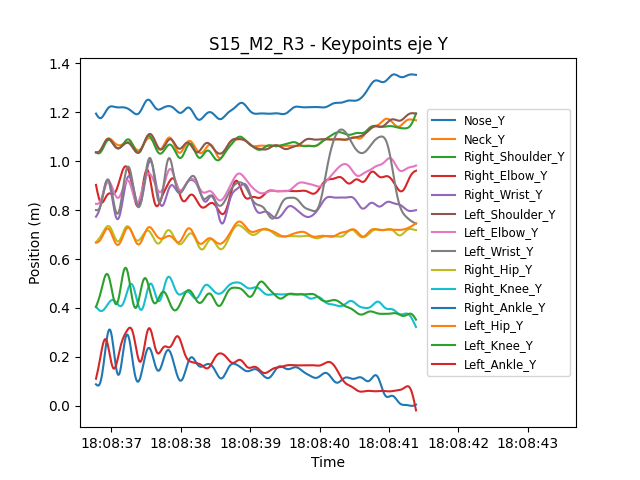 S15_M2_R3 - Keypoints eje Y
1.4
1.2
1.0
0.8
0.6
0.4
0.2
0.0
Position (m)
Nose_Y
Neck_Y
Right_Shoulder_Y
Right_Elbow_Y
Right_Wrist_Y
Left_Shoulder_Y
Left_Elbow_Y
Left_Wrist_Y
Right_Hip_Y
Right_Knee_Y
Right_Ankle_Y
Left_Hip_Y
Left_Knee_Y
Left_Ankle_Y
18:08:37 18:08:38 18:08:39 18:08:40 18:08:41 18:08:42 18:08:43
Time